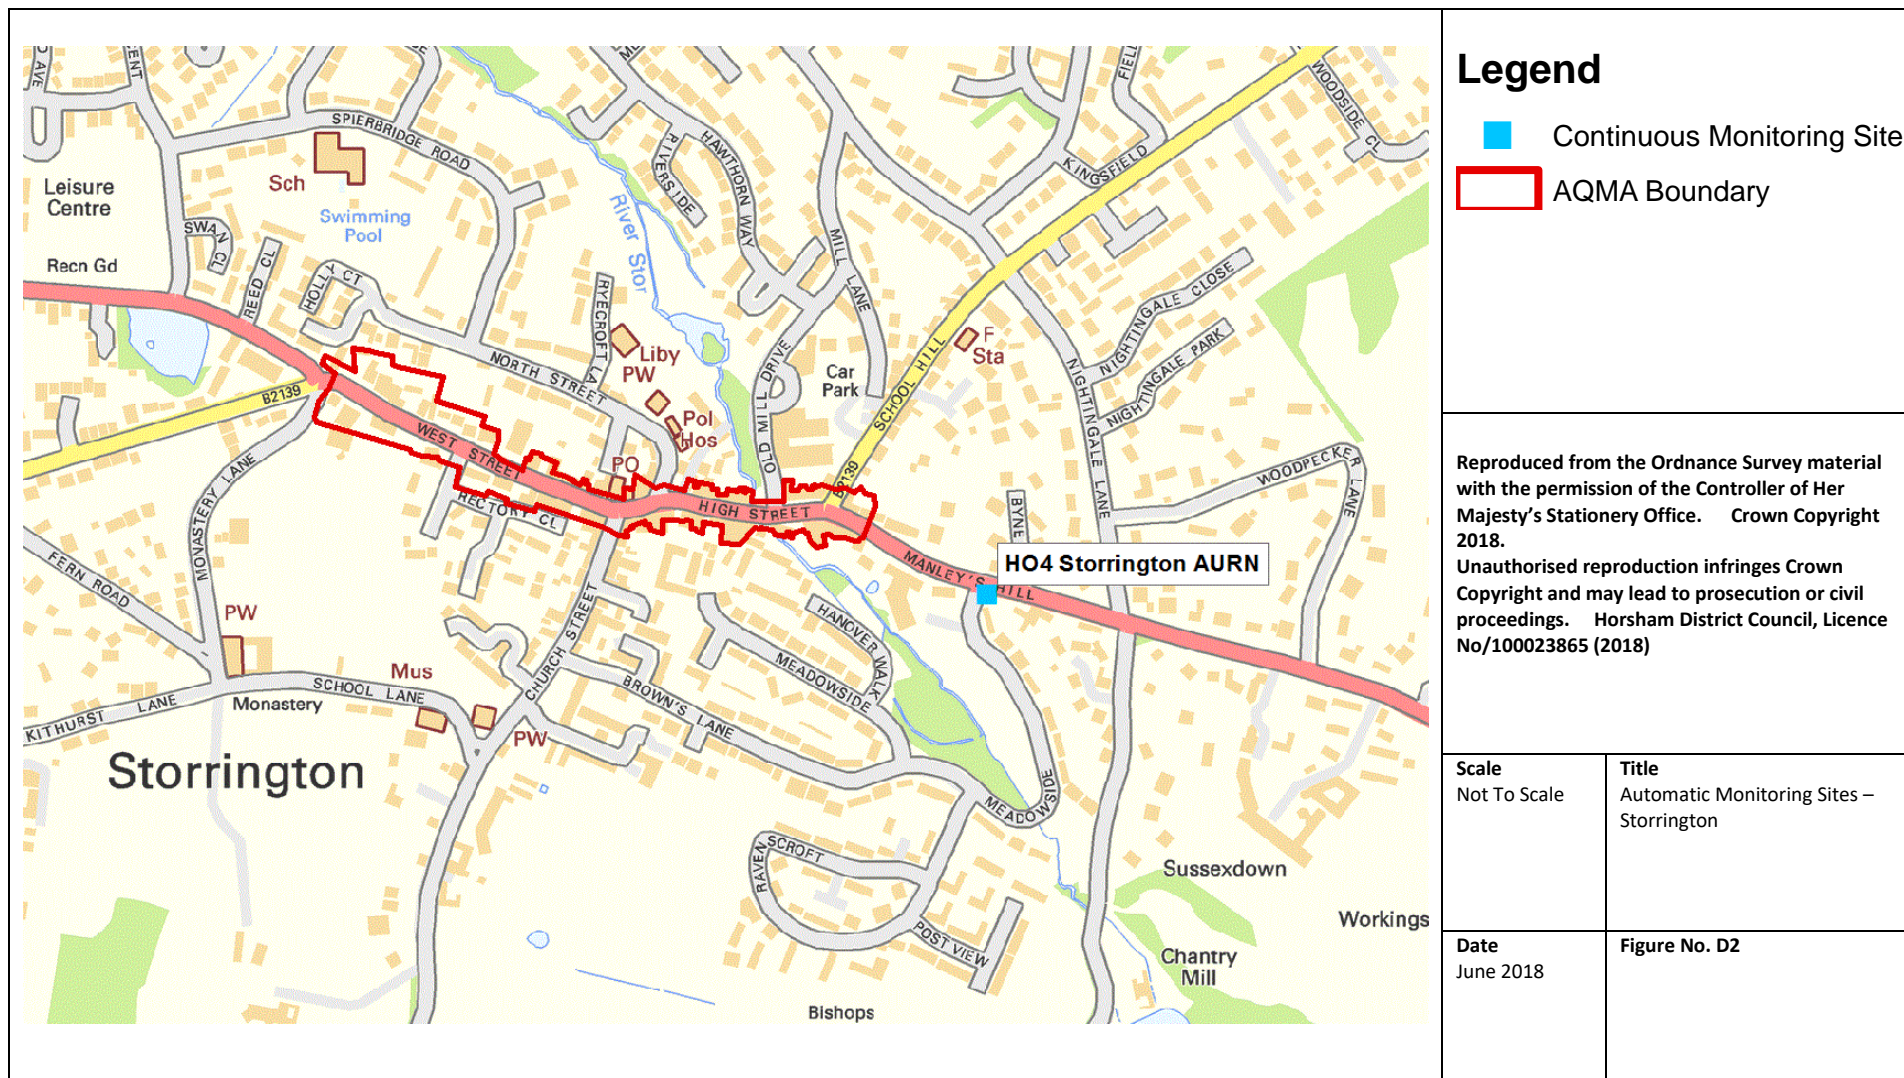 AVE
CENT
FIELD
WOODSIDE CL
SPIERBRIDGE ROAD
HAWTHORN WAY
RIVERSIDE
KINGSFIELD
Leisure
Centre
Sch
Swimming
Pool
SWAN CL
River Stor
MILL LANE
Recn Gd
REED CL
HOLLY CT
RYECROFT LA
NIGHTINGALE CLOSE
NIGHTINGALE PARK
NIGHTINGALE LANE
SCHOOL HILL
F
Sta
Liby
PW
NORTH STREET
OLD MILL DRIVE
Car
Park
B2139
Pol
Hos
WEST STREET
PO
B2139
MONASTERY LANE
RECTORY CL
HIGH STREET
BYNE
WOODPECKER LANE
HO4 Storrington AURN
MANLEY'S HILL
FERN ROAD
PW
CHURCH STREET
HANOVER WALK
MEADOWSIDE
Mus
SCHOOL LANE
BROWN'S LANE
KITHURST LANE
Monastery
PW
Storrington
MEADOWSIDE
RAVENSCROFT
Sussexdown
POST VIEW
Workings
Chantry
Mill
Bishops
Legend
Continuous Monitoring Site
AQMA Boundary
Reproduced from the Ordnance Survey material
with the permission of the Controller of Her
Majesty's Stationery Office. Crown Copyright
2018.
Unauthorised reproduction infringes Crown
Copyright and may lead to prosecution or civil
proceedings. Horsham District Council, Licence
No/100023865 (2018)
Scale
Not To Scale
Title
Automatic Monitoring Sites –
Storrington
Date
June 2018
Figure No. D2